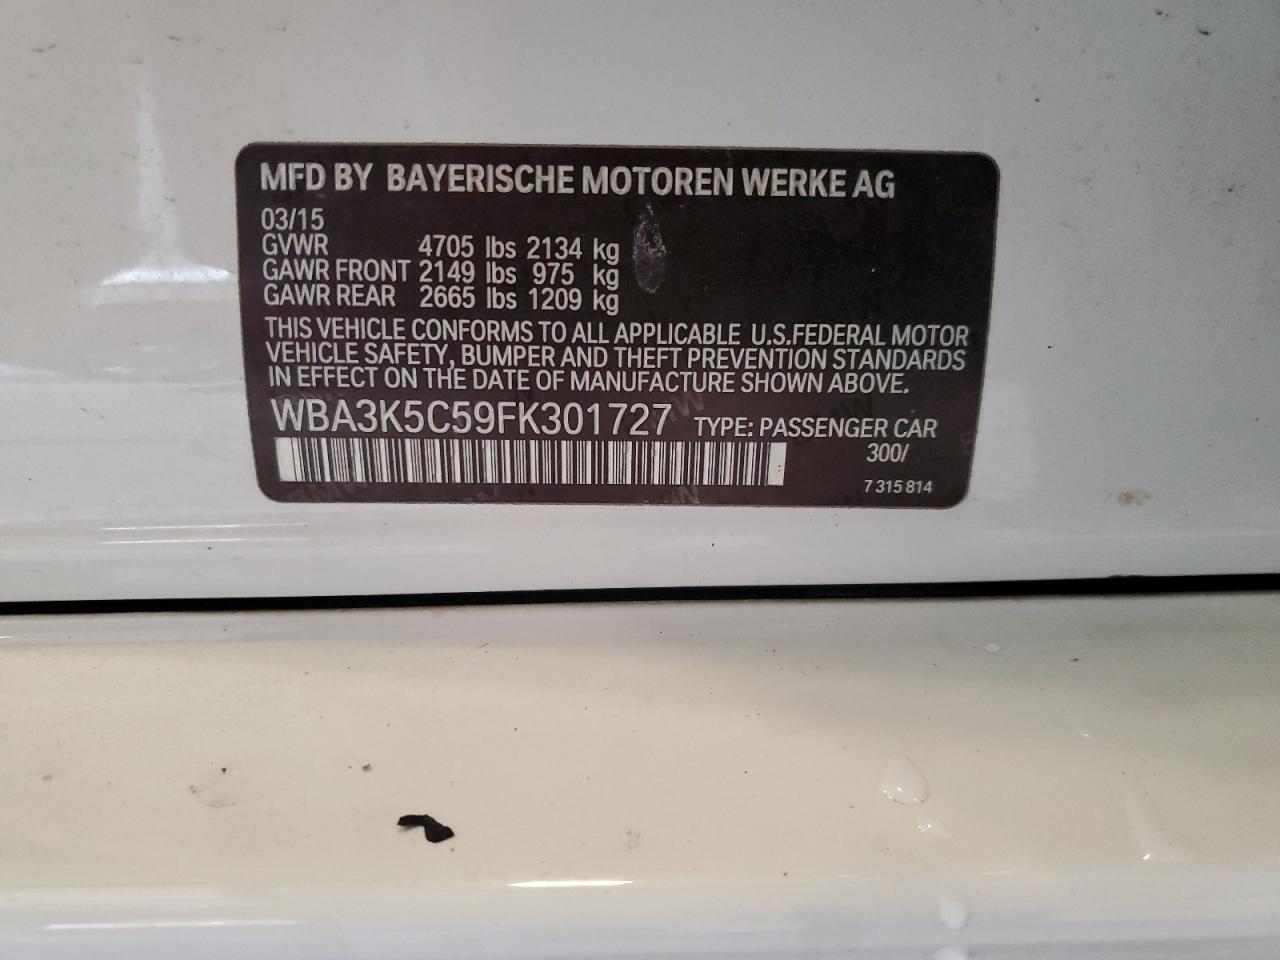 MFD BY BAYERISCHE MOTOREN WERKE AG
03/15
GVWR 4705 lbs 2134 kg
GAWR FRONT 2149 lbs 975 kg
GAWR REAR 2665 lbs 1209 kg
THIS VEHICLE CONFORMS TO ALL APPLICABLE U.S.FEDERAL MOTOR
VEHICLE SAFETY, BUMPER AND THEFT PREVENTION STANDARDS
IN EFFECT ON THE DATE OF MANUFACTURE SHOWN ABOVE.
WBA3K5C59FK301727 TYPE: PASSENGER CAR
300/
7 315 814